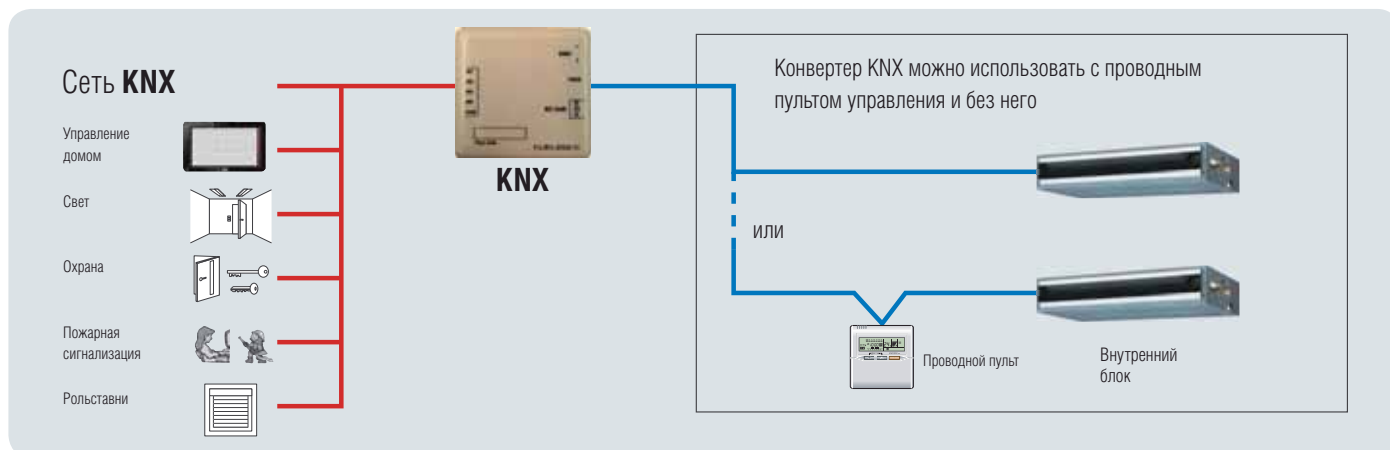 Сеть KNX
Управление
домом
Свет
Охрана
Пожарная
сигнализация
Рольставни
KNX
Конвертер KNX можно использовать с проводным
пультом управления и без него
или
Проводной пульт
Внутренний
блок